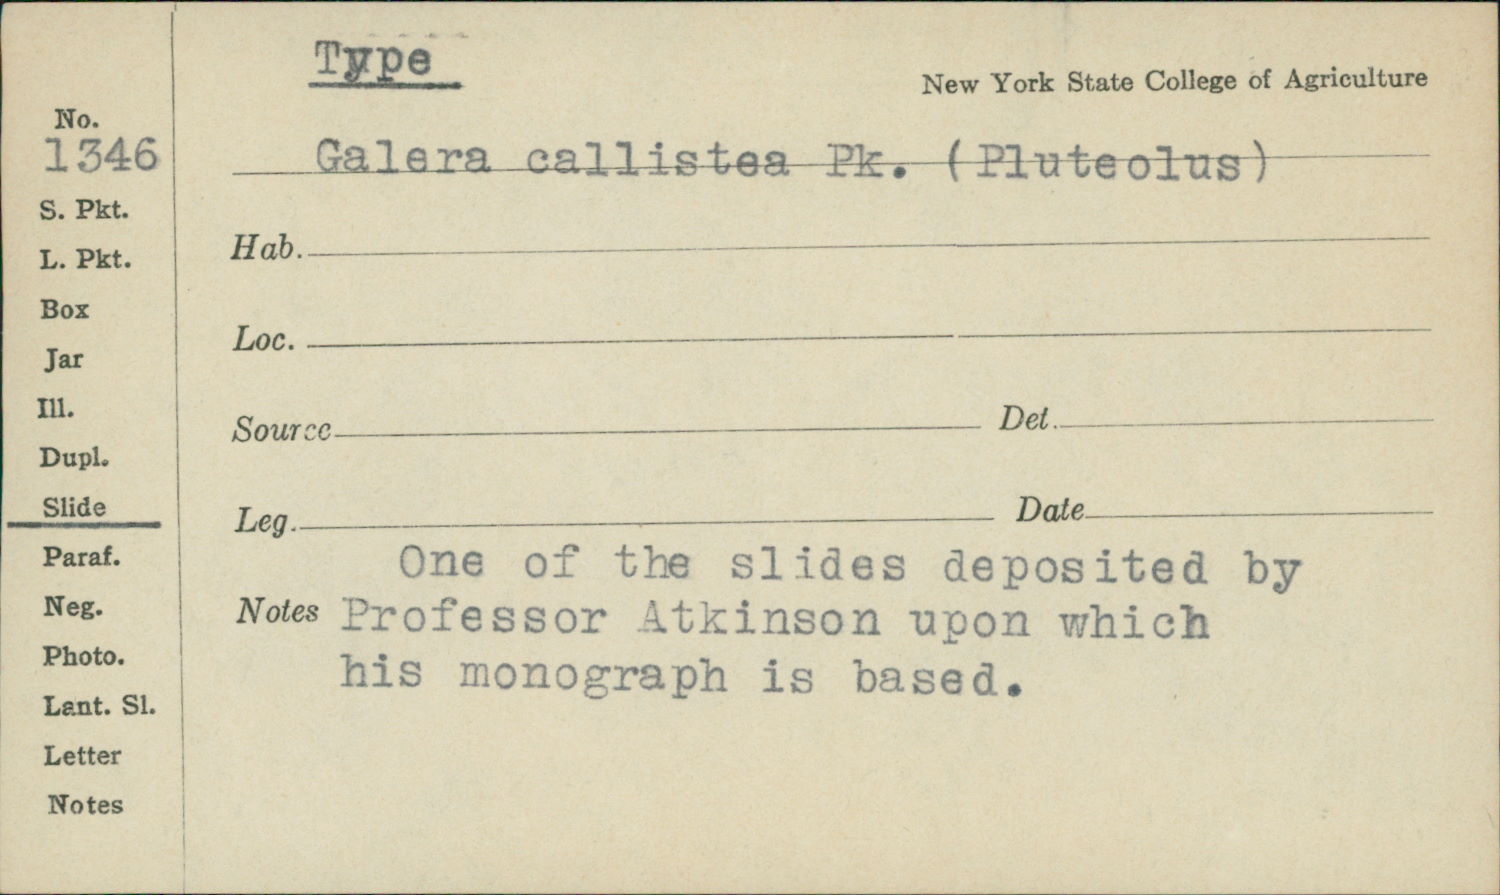 Type
New York State College of Agriculture
No.
1346
Galera callistea Pk. (Pluteolus)
S. Pkt.
L. Pkt.
Box
Jar
Ill.
Dupl.
Slide
Paraf.
Neg.
Photo.
Lant. Sl.
Letter
Notes
Hab.
Loc.
Source Det.
Leg. Date
One of the slides deposited by
Notes Professor Atkinson upon which
his monograph is based.